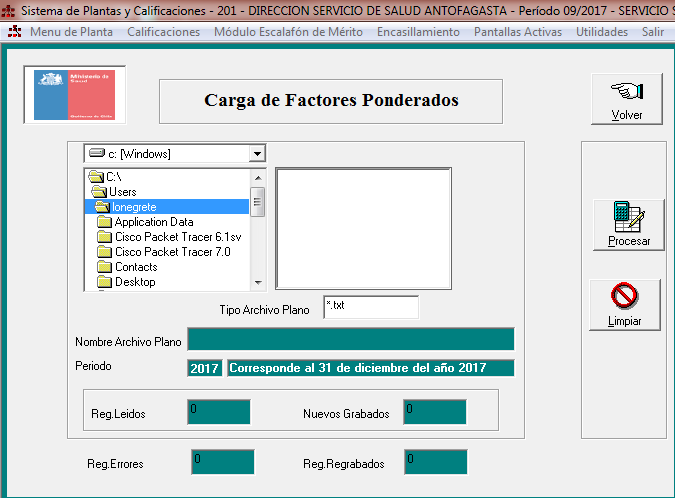 Sistema de Plantas y Calificaciones - 201 - DIRECCION SERVICIO DE SALUD ANTOFAGASTA - Período 09/2017 - SERVICIO S
Menu de Planta Calificaciones Módulo Escalafón de Mérito Encasillamiento Pantallas Activas Utilidades Salir
Ministerio de
Salud
Gobierno de Chile
Carga de Factores Ponderados
Volver
c: [Windows]
C:\
Users
lonegrete
Application Data
Cisco Packet Tracer 6.1sv
Cisco Packet Tracer 7.0
Contacts
Desktop
Procesar
Limpiar
Tipo Archivo Plano *.txt
Nombre Archivo Plano
Periodo 2017 Corresponde al 31 de diciembre del año 2017
Reg.Leidos 0 Nuevos Grabados 0
Reg.Errores 0 Reg.Regrabados 0